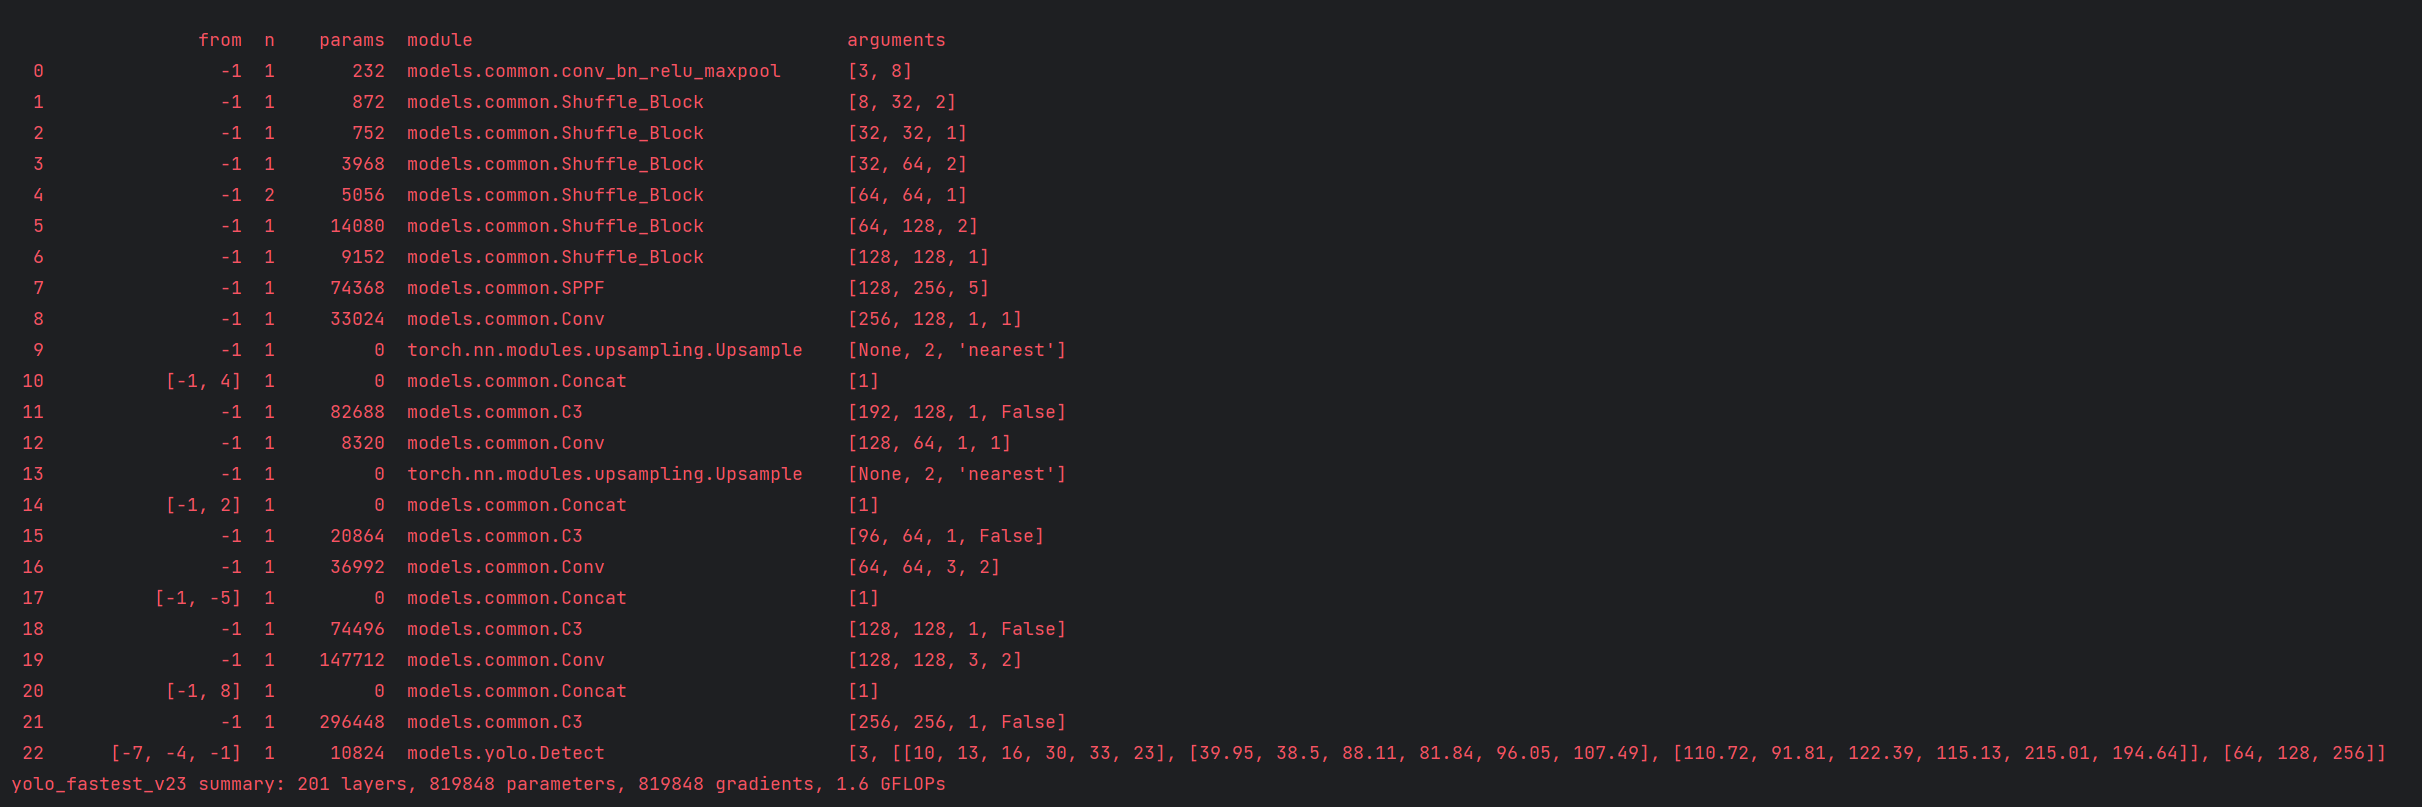 from  n    params  module                                  arguments
  0                -1  1       232  models.common.conv_bn_relu_maxpool      [3, 8]
  1                -1  1       872  models.common.Shuffle_Block             [8, 32, 2]
  2                -1  1       752  models.common.Shuffle_Block             [32, 32, 1]
  3                -1  1      3968  models.common.Shuffle_Block             [32, 64, 2]
  4                -1  2      5056  models.common.Shuffle_Block             [64, 64, 1]
  5                -1  1     14080  models.common.Shuffle_Block             [64, 128, 2]
  6                -1  1      9152  models.common.Shuffle_Block             [128, 128, 1]
  7                -1  1     74368  models.common.SPPF                      [128, 256, 5]
  8                -1  1     33024  models.common.Conv                      [256, 128, 1, 1]
  9                -1  1         0  torch.nn.modules.upsampling.Upsample    [None, 2, 'nearest']
 10           [-1, 4]  1         0  models.common.Concat                    [1]
 11                -1  1     82688  models.common.C3                        [192, 128, 1, False]
 12                -1  1      8320  models.common.Conv                      [128, 64, 1, 1]
 13                -1  1         0  torch.nn.modules.upsampling.Upsample    [None, 2, 'nearest']
 14           [-1, 2]  1         0  models.common.Concat                    [1]
 15                -1  1     20864  models.common.C3                        [96, 64, 1, False]
 16                -1  1     36992  models.common.Conv                      [64, 64, 3, 2]
 17          [-1, -5]  1         0  models.common.Concat                    [1]
 18                -1  1     74496  models.common.C3                        [128, 128, 1, False]
 19                -1  1    147712  models.common.Conv                      [128, 128, 3, 2]
 20           [-1, 8]  1         0  models.common.Concat                    [1]
 21                -1  1    296448  models.common.C3                        [256, 256, 1, False]
 22      [-7, -4, -1]  1     10824  models.yolo.Detect                      [3, [[10, 13, 16, 30, 33, 23], [39.95, 38.5, 88.11, 81.84, 96.05, 107.49], [110.72, 91.81, 122.39, 115.13, 215.01, 194.64]], [64, 128, 256]]
yolo_fastest_v23 summary: 201 layers, 819848 parameters, 819848 gradients, 1.6 GFLOPs